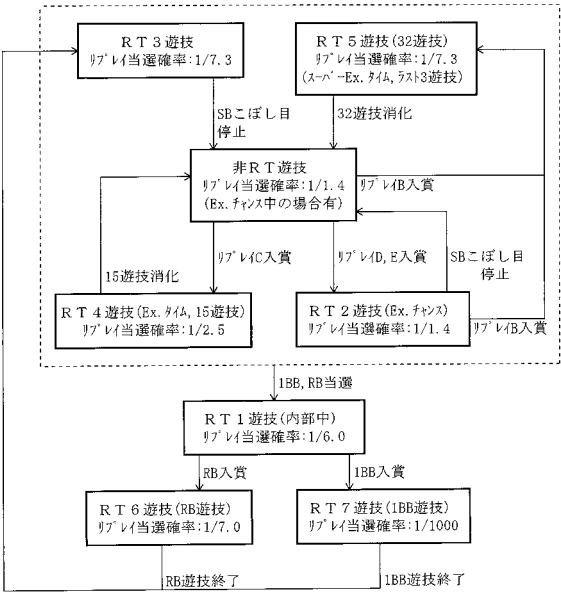 ＲＴ３遊技
ﾘﾌﾟﾚｲ当選確率:1/7.3
ＲＴ５遊技(32遊技)
ﾘﾌﾟﾚｲ当選確率:1/7.3
(ｽｰﾊﾟｰEx.ﾀｲﾑ,ﾗｽﾄ3遊技)
SBこぼし目
停止
32遊技消化
非ＲＴ遊技
ﾘﾌﾟﾚｲ当選確率:1/1.4
(Ex.ﾁｬﾝｽ中の場合有)
ﾘﾌﾟﾚｲB入賞
15遊技消化
ﾘﾌﾟﾚｲC入賞
ﾘﾌﾟﾚｲD,E入賞
SBこぼし目
停止
ＲＴ４遊技(Ex.ﾀｲﾑ,15遊技)
ﾘﾌﾟﾚｲ当選確率:1/2.5
ＲＴ２遊技(Ex.ﾁｬﾝｽ)
ﾘﾌﾟﾚｲ当選確率:1/1.4
ﾘﾌﾟﾚｲB入賞
1BB,RB当選
ＲＴ１遊技(内部中)
ﾘﾌﾟﾚｲ当選確率:1/6.0
RB入賞
1BB入賞
ＲＴ６遊技(RB遊技)
ﾘﾌﾟﾚｲ当選確率:1/7.0
ＲＴ７遊技(1BB遊技)
ﾘﾌﾟﾚｲ当選確率:1/1000
RB遊技終了
1BB遊技終了